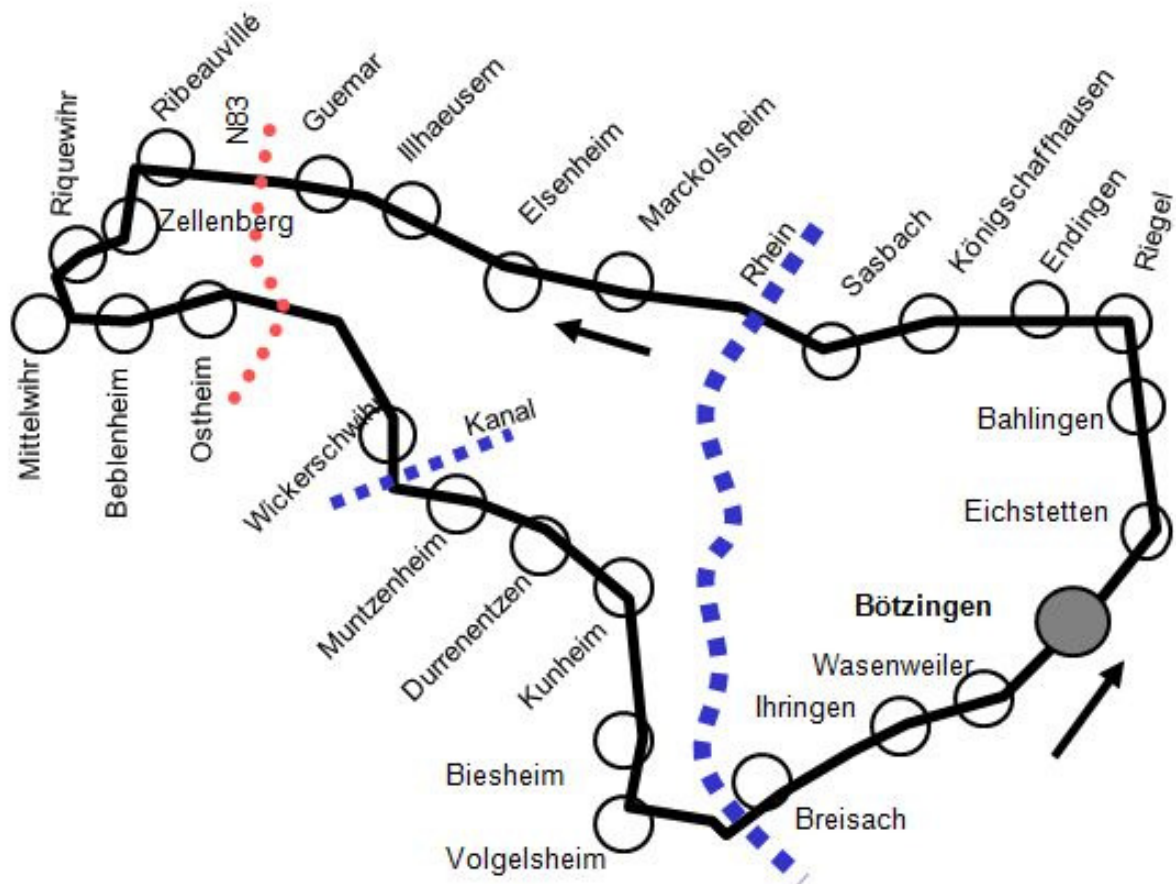 Ribeauvillé
Riquewihr
N83
Guemar
Illhaeusern
Elsenheim
Marckolsheim
Rhein
Sasbach
Königschaffhausen
Endingen
Riegel
Zellenberg
Mittelwihr
Beblenheim
Ostheim
Wickerschwihr
Kanal
Bahlingen
Eichstetten
Muntzenheim
Durrenentzen
Kunheim
Bötzingen
Wasenweiler
Ihringen
Biesheim
Breisach
Volgelsheim